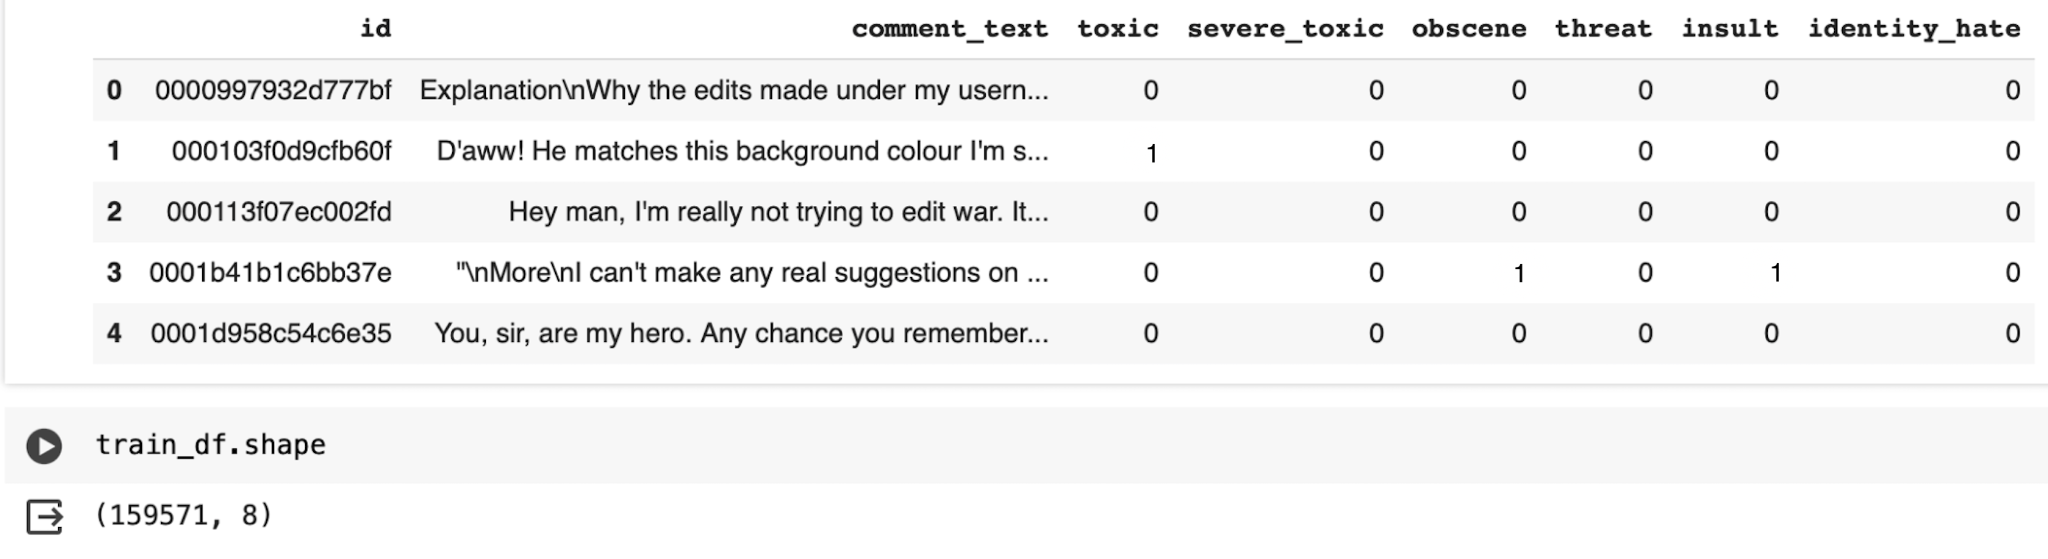 id comment_text toxic severe_toxic obscene threat insult identity_hate
0 0000997932d777bf Explanation\nWhy the edits made under my usern... 0 0 0 0 0 0
1 000103f0d9cfb60f D'aww! He matches this background colour I'm s... 1 0 0 0 0 0
2 000113f07ec002fd Hey man, I'm really not trying to edit war. It... 0 0 0 0 0 0
3 0001b41b1c6bb37e "\nMore\nI can't make any real suggestions on ... 0 0 1 0 1 0
4 0001d958c54c6e35 You, sir, are my hero. Any chance you remember... 0 0 0 0 0 0
train_df.shape
(159571, 8)